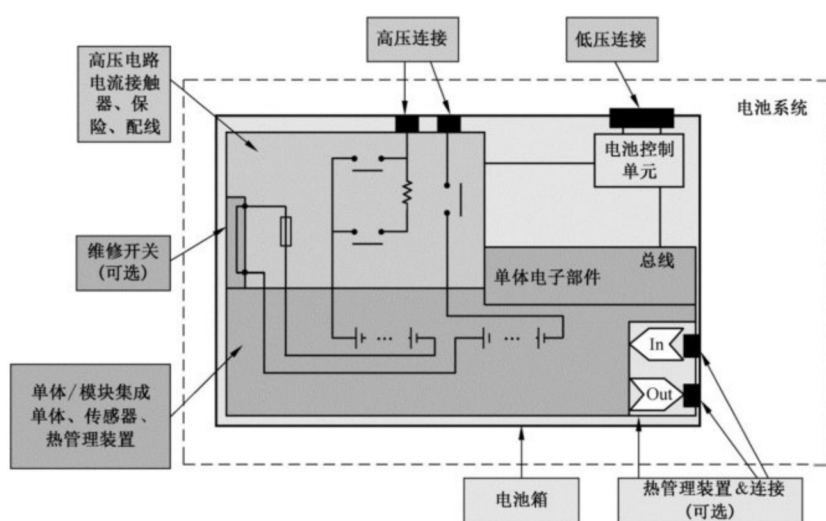 高压连接
低压连接
高压电路
电流接触
器、保
险、配线
电池系统
电池控制
单元
维修开关
(可选)
总线
单体电子部件
In
单体/模块集成
单体、传感器、
热管理装置
Out
电池箱
热管理装置&连接
(可选)